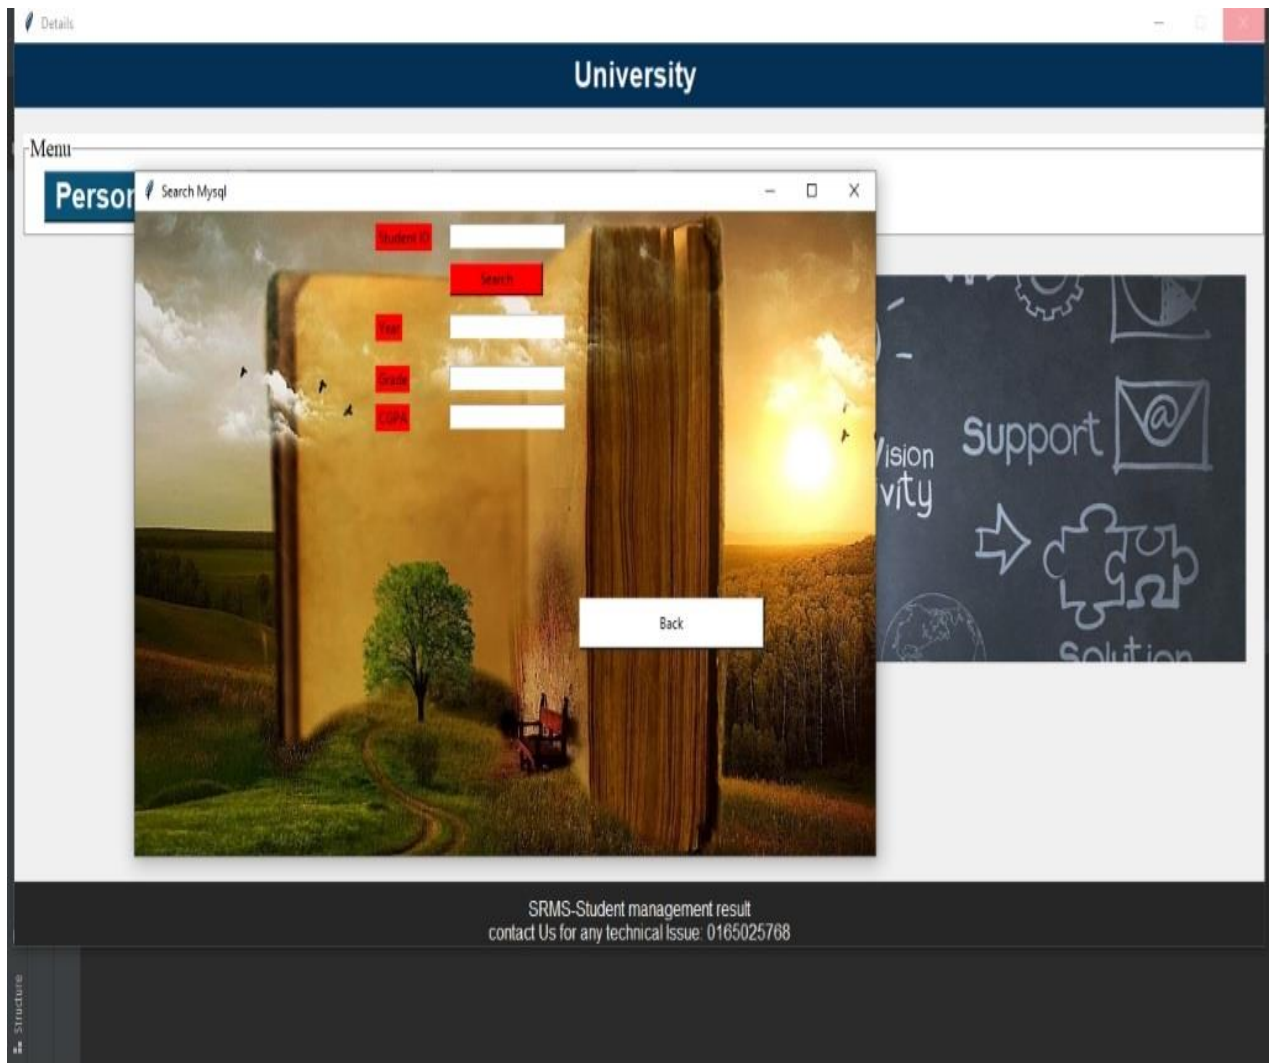 Details
University
Menu
Person
Search Mysql
Student ID
Search
Year
Grade
CGPA
Back
Support
Vision
vity
Solution
SRMS-Student management result
contact Us for any technical Issue: 0165025768
Structure